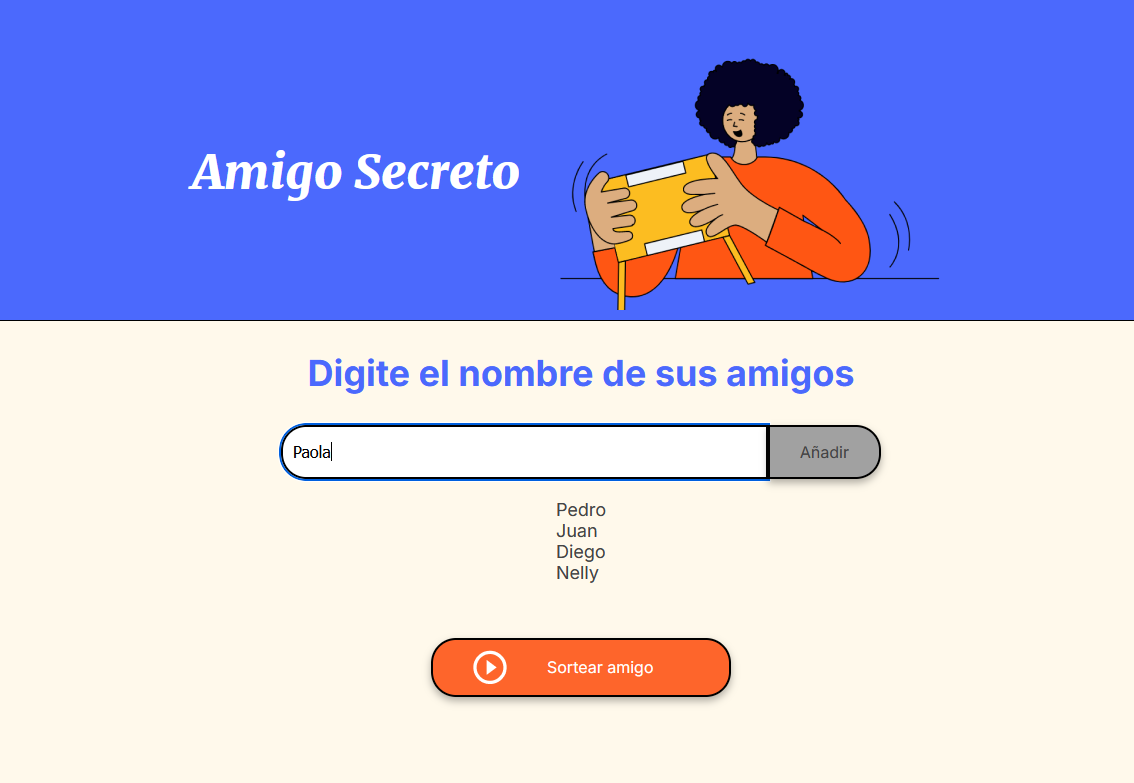 Amigo Secreto
Digite el nombre de sus amigos
Paola
Añadir
Pedro
Juan
Diego
Nelly
Sortear amigo